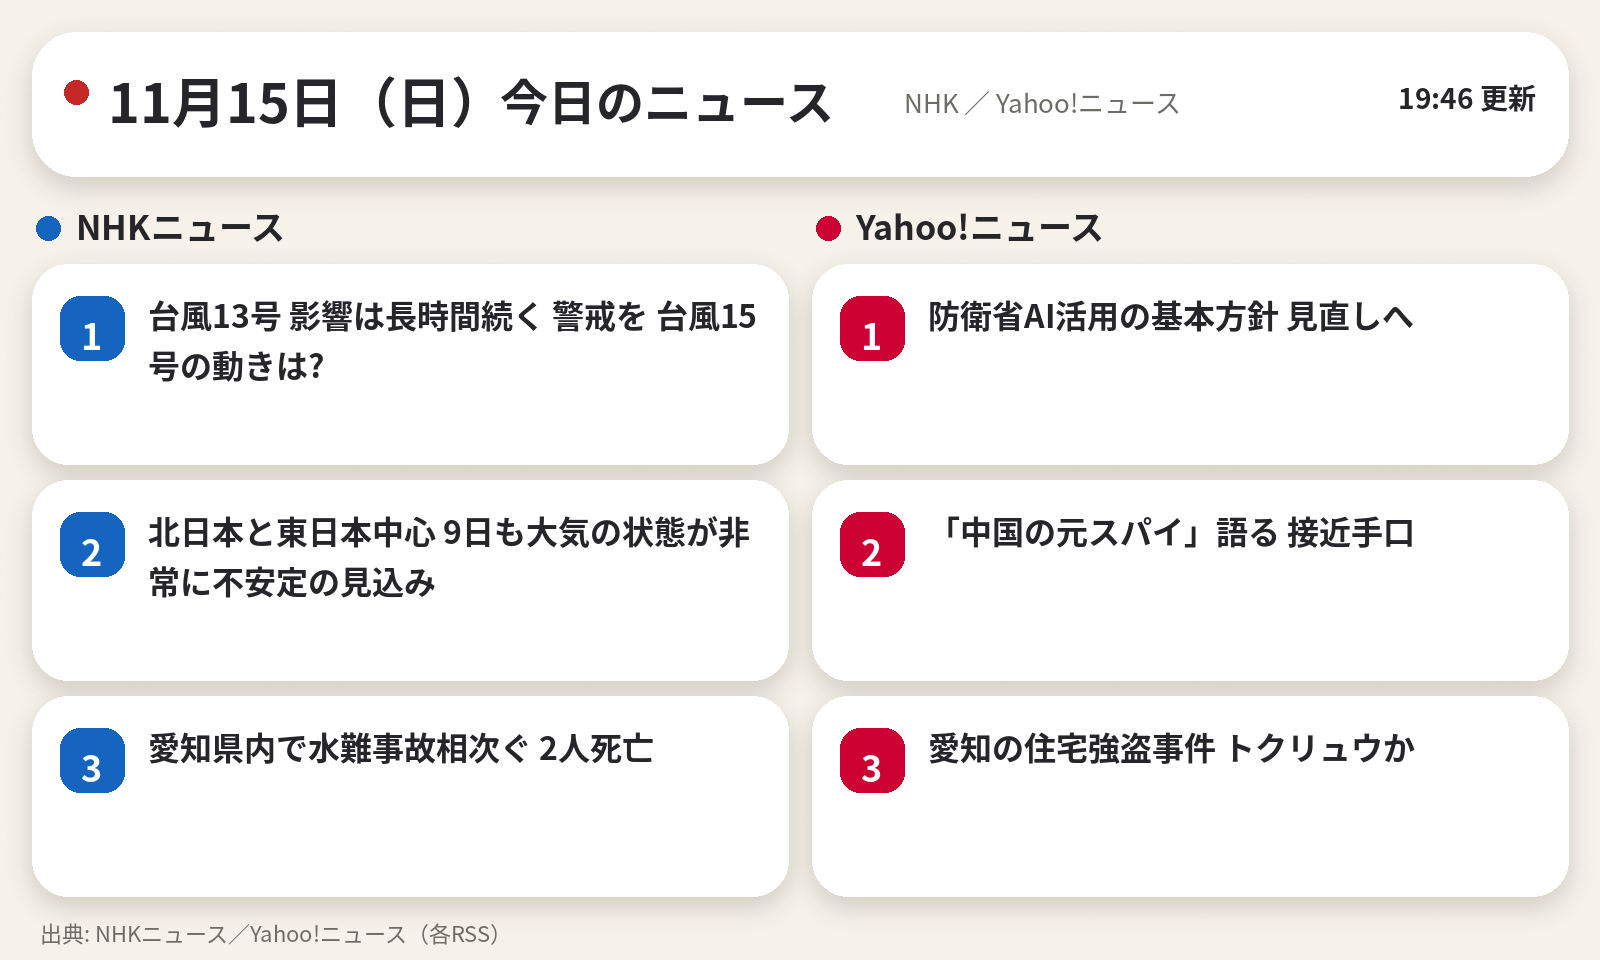 11月15日（日）今日のニュース
NHK ／ Yahoo!ニュース
19:46 更新
NHKニュース
1
台風13号 影響は長時間続く 警戒を 台風15
号の動きは?
2
北日本と東日本中心 9日も大気の状態が非
常に不安定の見込み
3
愛知県内で水難事故相次ぐ 2人死亡
Yahoo!ニュース
1
防衛省AI活用の基本方針 見直しへ
2
「中国の元スパイ」語る 接近手口
3
愛知の住宅強盗事件 トクリュウか
出典: NHKニュース／Yahoo!ニュース（各RSS）